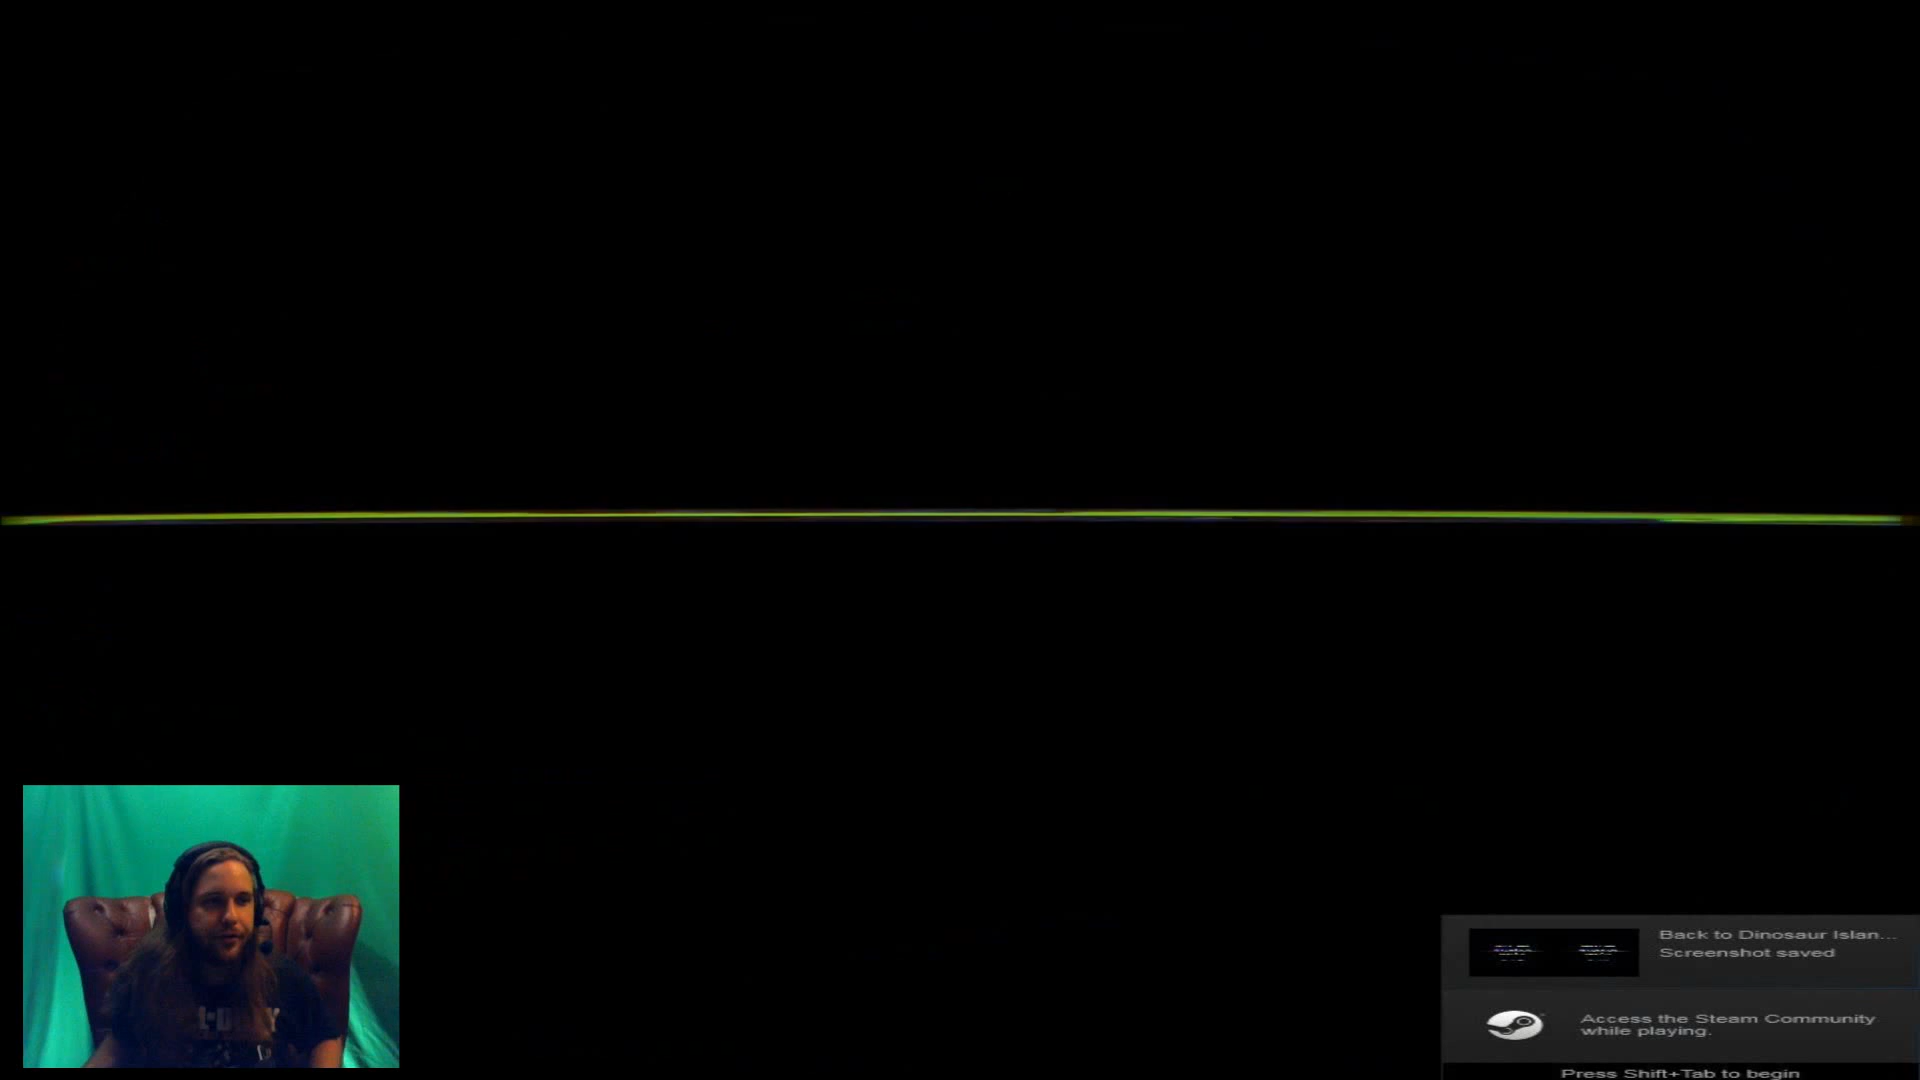 Back to Dinosaur Islan...
Screenshot saved
Access the Steam Community
while playing.
Press Shift+Tab to begin